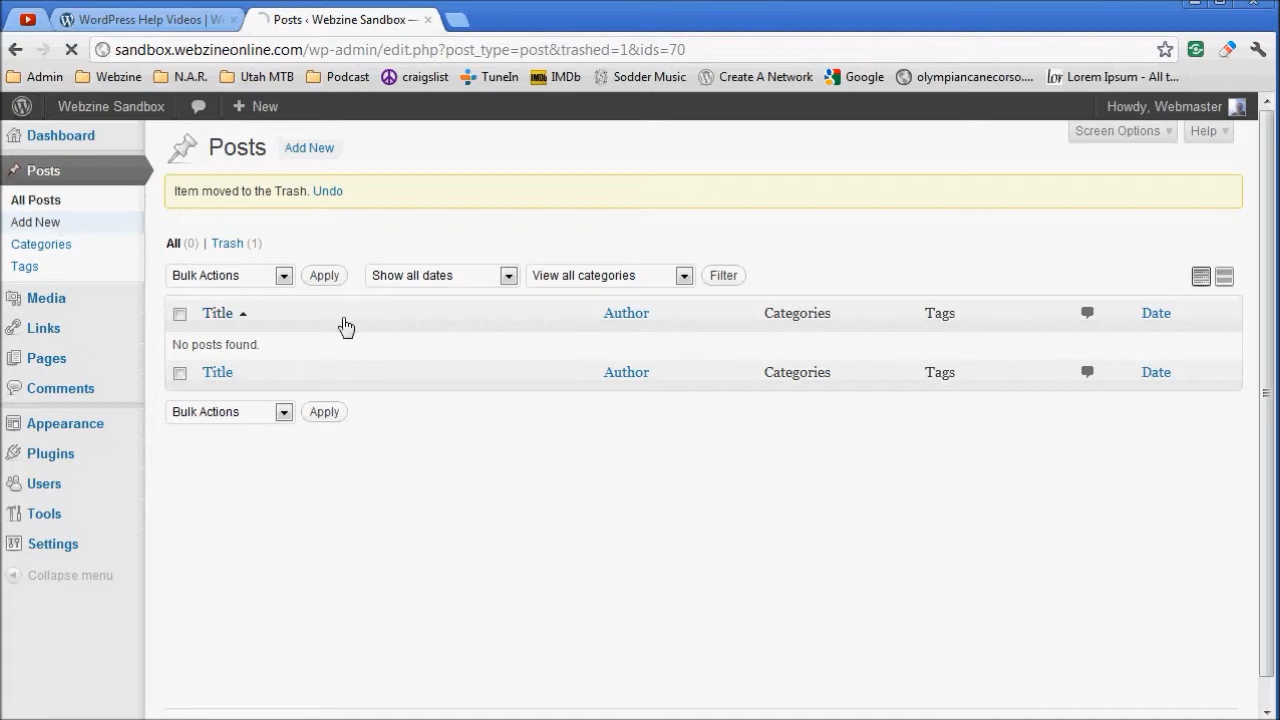 WordPress Help Videos | W
Posts ‹ Webzine Sandbox —
sandbox.webzineonline.com/wp-admin/edit.php?post_type=post&trashed=1&ids=70
Admin Webzine N.A.R. Utah MTB Podcast craigslist TuneIn IMDb Sodder Music Create A Network Google olympiancanecorso.... Lorem Ipsum - All t...
Webzine Sandbox + New Howdy, Webmaster
Screen Options Help
Dashboard
Posts
All Posts
Add New
Categories
Tags
Media
Links
Pages
Comments
Appearance
Plugins
Users
Tools
Settings
Collapse menu
Posts Add New
Item moved to the Trash. Undo
All (0) | Trash (1)
Bulk Actions Apply Show all dates View all categories Filter
Title Author Categories Tags Date
No posts found.
Title Author Categories Tags Date
Bulk Actions Apply